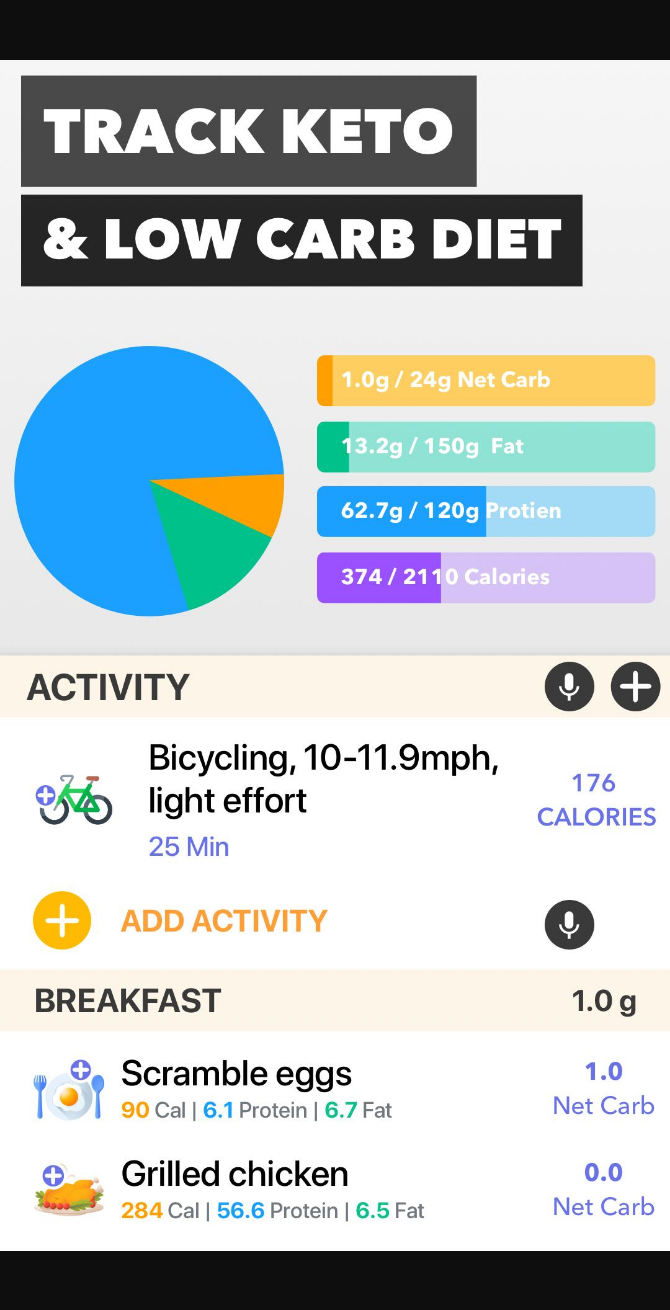 TRACK KETO
& LOW CARB DIET
1.0g / 24g Net Carb
13.2g / 150g Fat
62.7g / 120g Protien
374 / 2110 Calories
ACTIVITY
Bicycling, 10-11.9mph,
light effort
25 Min
176
CALORIES
ADD ACTIVITY
BREAKFAST 1.0 g
Scramble eggs
90 Cal | 6.1 Protein | 6.7 Fat
1.0
Net Carb
Grilled chicken
284 Cal | 56.6 Protein | 6.5 Fat
0.0
Net Carb